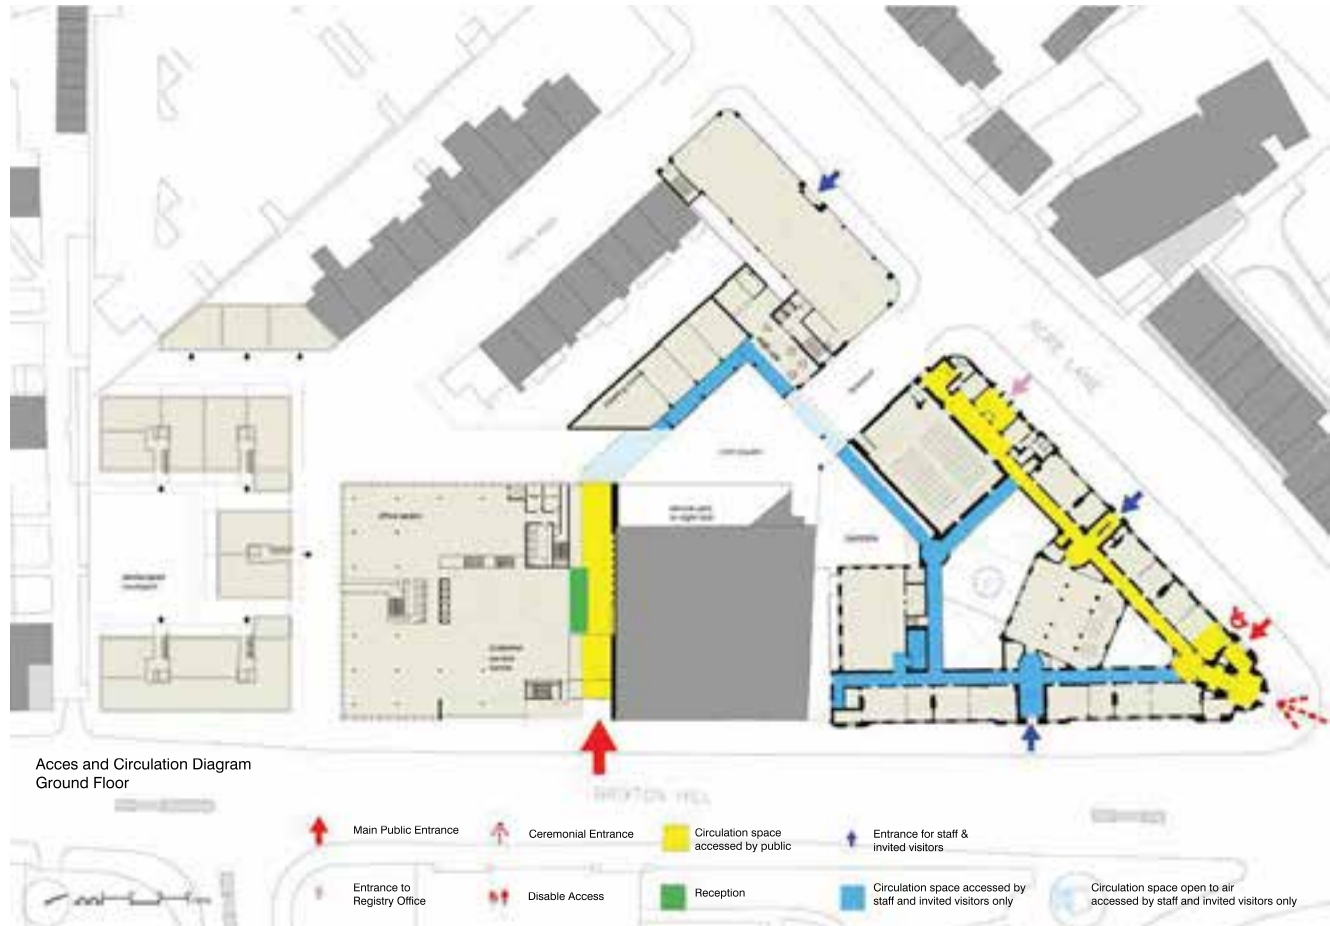 ACRE LANE
Acces and Circulation Diagram
Ground Floor
BRIXTON HILL
Main Public Entrance
Ceremonial Entrance
Circulation space
accessed by public
Entrance for staff &
invited visitors
Entrance to
Registry Office
Disable Access
Reception
Circulation space accessed by
staff and invited visitors only
Circulation space open to air
accessed by staff and invited visitors only